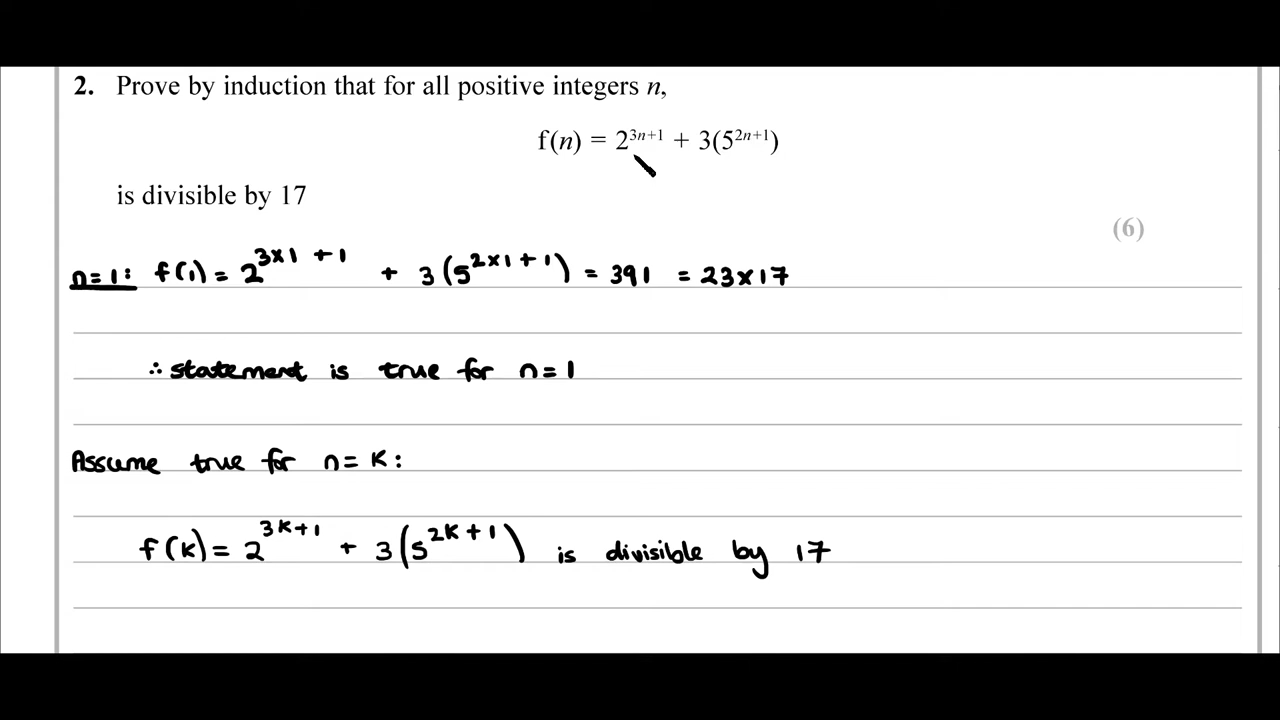 2. Prove by induction that for all positive integers n,
f(n) = 2^{3n+1} + 3(5^{2n+1})
is divisible by 17
(6)
n=1: f(1) = 2^{3×1+1} + 3(5^{2×1+1}) = 391 = 23×17
∴ statement is true for n=1
Assume true for n=K:
f(K) = 2^{3K+1} + 3(5^{2K+1}) is divisible by 17